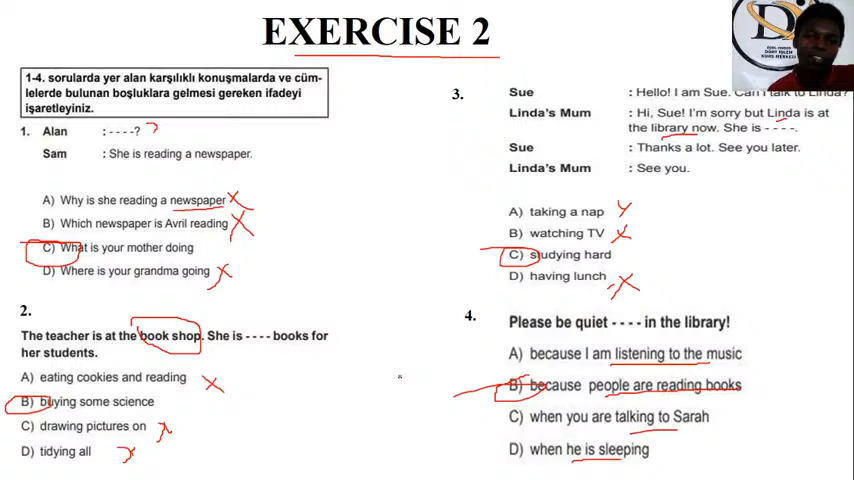 EXERCISE 2
1-4. sorularda yer alan karşılıklı konuşmalarda ve cüm-
lelerde bulunan boşluklara gelmesi gereken ifadeyi
işaretleyiniz.
1. Alan : - - - -?
Sam : She is reading a newspaper.
A) Why is she reading a newspaper
B) Which newspaper is Avril reading
C) What is your mother doing
D) Where is your grandma going
2.
The teacher is at the book shop. She is - - - - books for
her students.
A) eating cookies and reading
B) buying some science
C) drawing pictures on
D) tidying all
3. Sue : Hello! I am Sue. Can I talk to Linda?
Linda's Mum : Hi, Sue! I'm sorry but Linda is at
the library now. She is - - - -.
Sue : Thanks a lot. See you later.
Linda's Mum : See you.
A) taking a nap
B) watching TV
C) studying hard
D) having lunch
4. Please be quiet - - - - in the library!
A) because I am listening to the music
B) because people are reading books
C) when you are talking to Sarah
D) when he is sleeping
KURS MERKEZİ